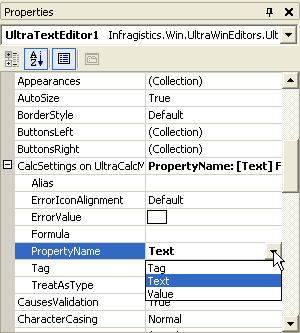 Properties
UltraTextEditor1 Infragistics.Win.UltraWinEditors.Ult
Appearances (Collection)
AutoSize True
BorderStyle Default
ButtonsLeft (Collection)
ButtonsRight (Collection)
CalcSettings on UltraCalcM PropertyName: [Text] F
Alias
ErrorIconAlignment Default
ErrorValue
Formula
PropertyName Text
Tag Tag
Text
TreatAsType Value
CausesValidation True
CharacterCasing Normal